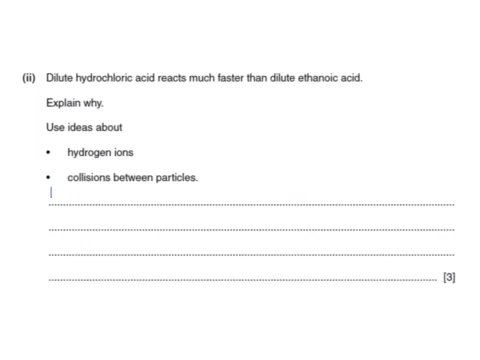 (ii) Dilute hydrochloric acid reacts much faster than dilute ethanoic acid.
Explain why.
Use ideas about
• hydrogen ions
• collisions between particles.
[3]